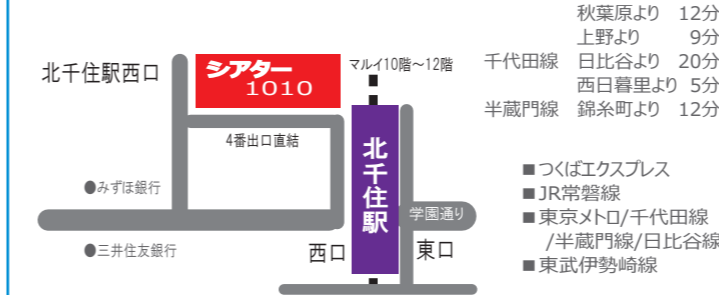 秋葉原より 12分
上野より 9分
千代田線 日比谷より 20分
西日暮里より 5分
半蔵門線 錦糸町より 12分
北千住駅西口
シアター
1010
マルイ10階～12階
4番出口直結
北千住駅
●みずほ銀行
学園通り
●三井住友銀行
西口
東口
■つくばエクスプレス
■JR常磐線
■東京メトロ/千代田線
/半蔵門線/日比谷線
■東武伊勢崎線